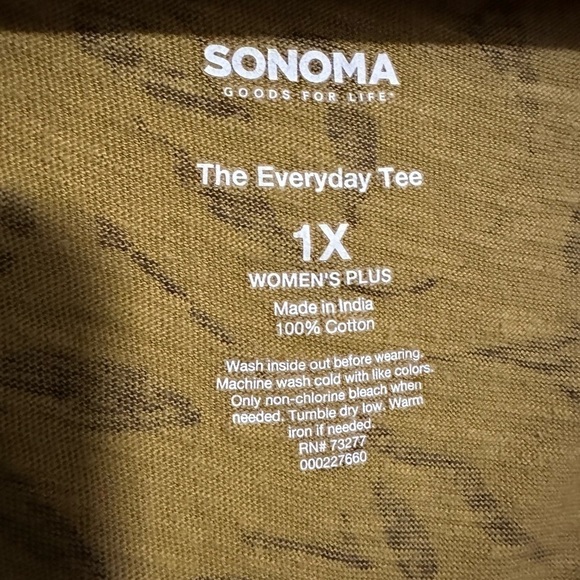 SONOMA
GOODS FOR LIFE™
The Everyday Tee
1X
WOMEN'S PLUS
Made in India
100% Cotton
Wash inside out before wearing.
Machine wash cold with like colors.
Only non-chlorine bleach when
needed. Tumble dry low. Warm
iron if needed.
RN# 73277
000227660